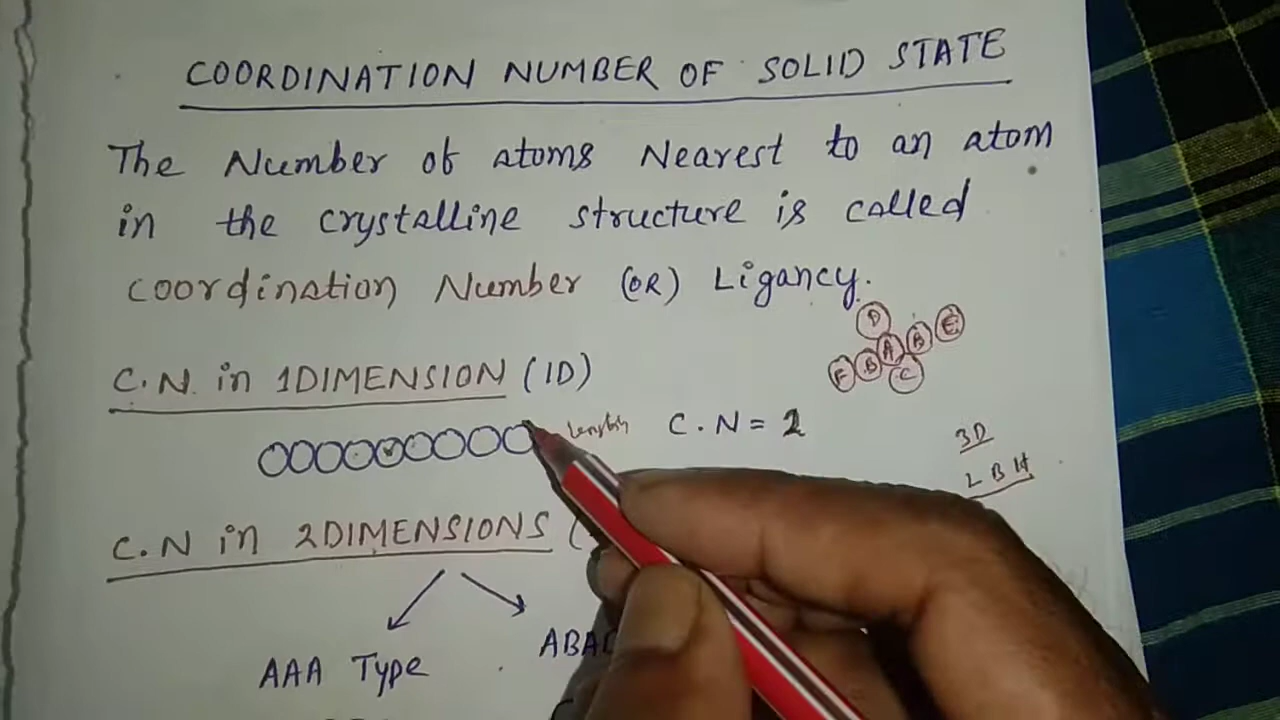 COORDINATION NUMBER OF SOLID STATE
The Number of atoms Nearest to an atom
in the crystalline structure is called
Coordination Number (OR) Ligancy.
D
A B E
F B C
C.N. in 1DIMENSION (1D)
Length C.N = 2
3D
L B H
C.N in 2DIMENSIONS (
AAA Type